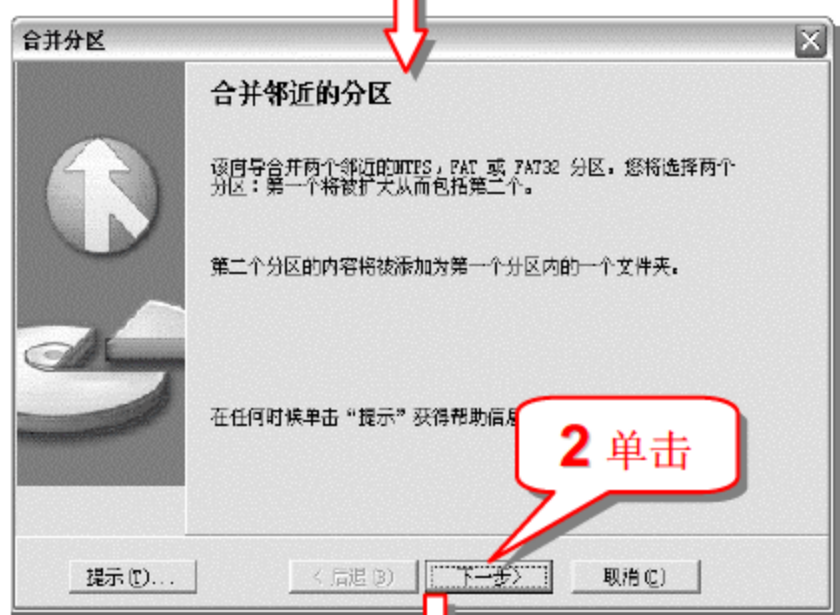 合并分区
合并邻近的分区
该向导合并两个邻近的NTPS，FAT 或 FAT32 分区。您将选择两个
分区：第一个将被扩大从而包括第二个。
第二个分区的内容将被添加为第一个分区内的一个文件夹。
在任何时候单击“提示”获得帮助信息
2 单击
提示(T)...
< 后退(B)
下一步>
取消(C)